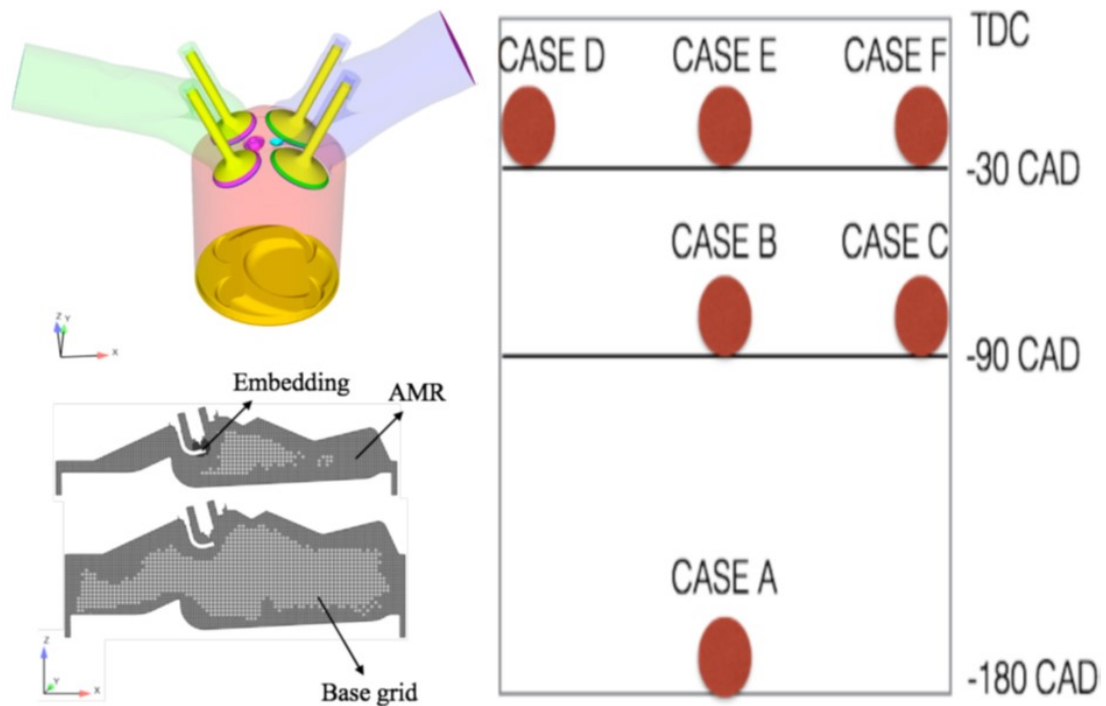 Z Y
X
Embedding
AMR
Z
Y
X
Base grid
TDC
CASE D CASE E CASE F
-30 CAD
CASE B CASE C
-90 CAD
CASE A
-180 CAD